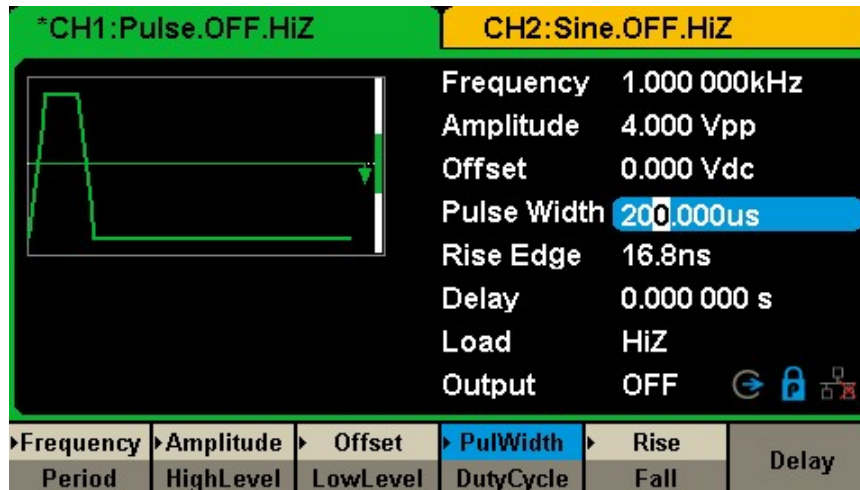 *CH1:Pulse.OFF.HiZ CH2:Sine.OFF.HiZ
Frequency 1.000 000kHz
Amplitude 4.000 Vpp
Offset 0.000 Vdc
Pulse Width 200.000us
Rise Edge 16.8ns
Delay 0.000 000 s
Load HiZ
Output OFF P
Frequency Amplitude Offset PulWidth Rise Delay
Period HighLevel LowLevel DutyCycle Fall